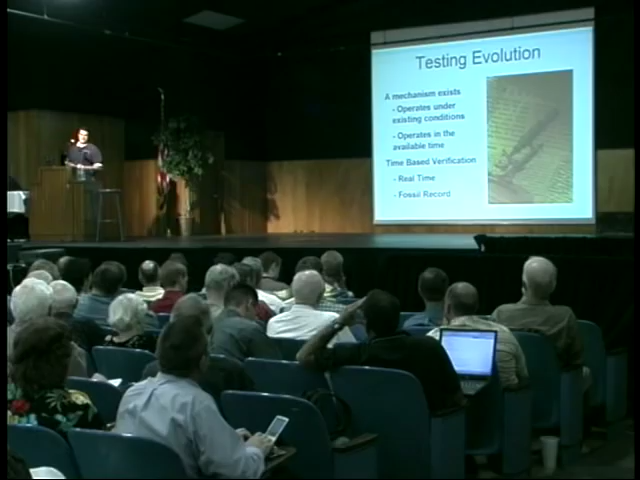 Testing Evolution
A mechanism exists
- Operates under
existing conditions
- Operates in the
available time
Time Based Verification
- Real Time
- Fossil Record